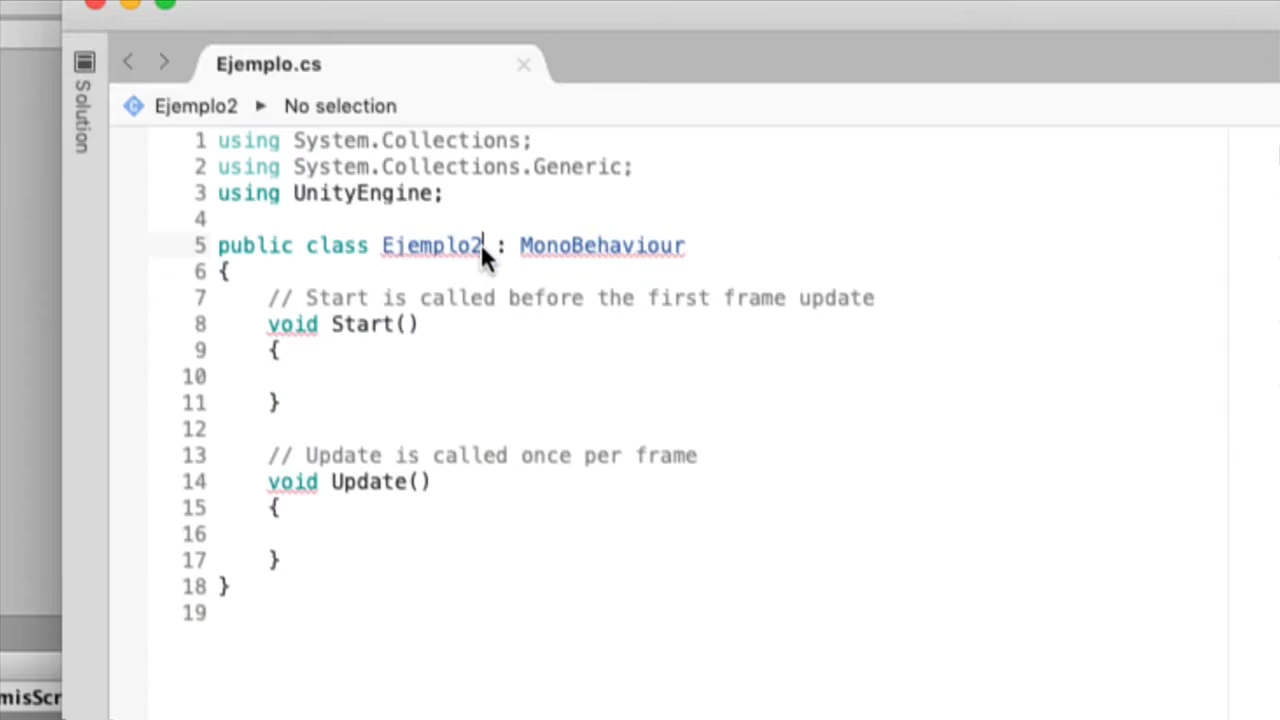 Ejemplo.cs
Solution
Ejemplo2 ▸ No selection
1 using System.Collections;
2 using System.Collections.Generic;
3 using UnityEngine;
4
5 public class Ejemplo2 : MonoBehaviour
6 {
7 // Start is called before the first frame update
8 void Start()
9 {
10
11 }
12
13 // Update is called once per frame
14 void Update()
15 {
16
17 }
18 }
19
misScr